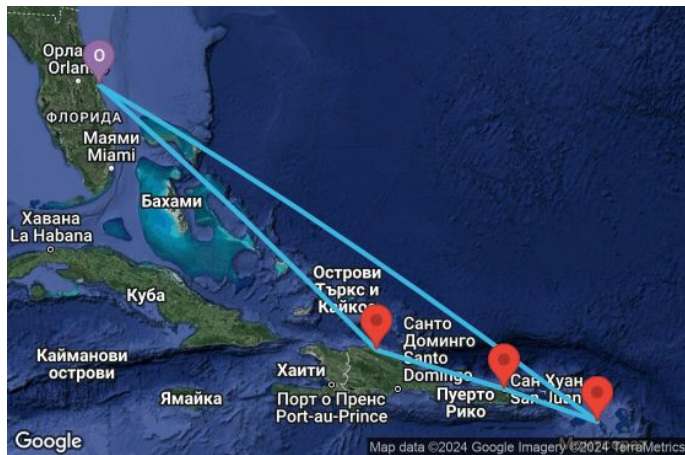 Орла
Orlan
O
ФЛОРИДА
Маями
Miami
Бахами
Хавана
La Habana
Острови
Търкс и
Кайкос
Куба
Санто
Доминго
Santo
Domingo
Кайманови
острови
Хаити
Сан Хуан
San Juan
Ямайка
Порт о Пренс
Port-au-Prince
Пуерто
Рико
Google
Map data ©2024 Google Imagery ©2024 TerraMetrics